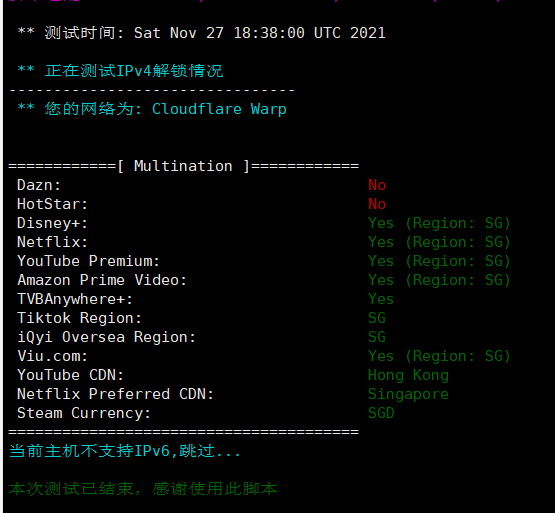 ** 测试时间: Sat Nov 27 18:38:00 UTC 2021
** 正在测试IPv4解锁情况
--------------------------------
** 您的网络为: Cloudflare Warp
============[ Multination ]============
Dazn: No
HotStar: No
Disney+: Yes (Region: SG)
Netflix: Yes (Region: SG)
YouTube Premium: Yes (Region: SG)
Amazon Prime Video: Yes (Region: SG)
TVBAnywhere+: Yes
Tiktok Region: SG
iQyi Oversea Region: SG
Viu.com: Yes (Region: SG)
YouTube CDN: Hong Kong
Netflix Preferred CDN: Singapore
Steam Currency: SGD
=======================================
当前主机不支持IPv6,跳过...
本次测试已结束，感谢使用此脚本